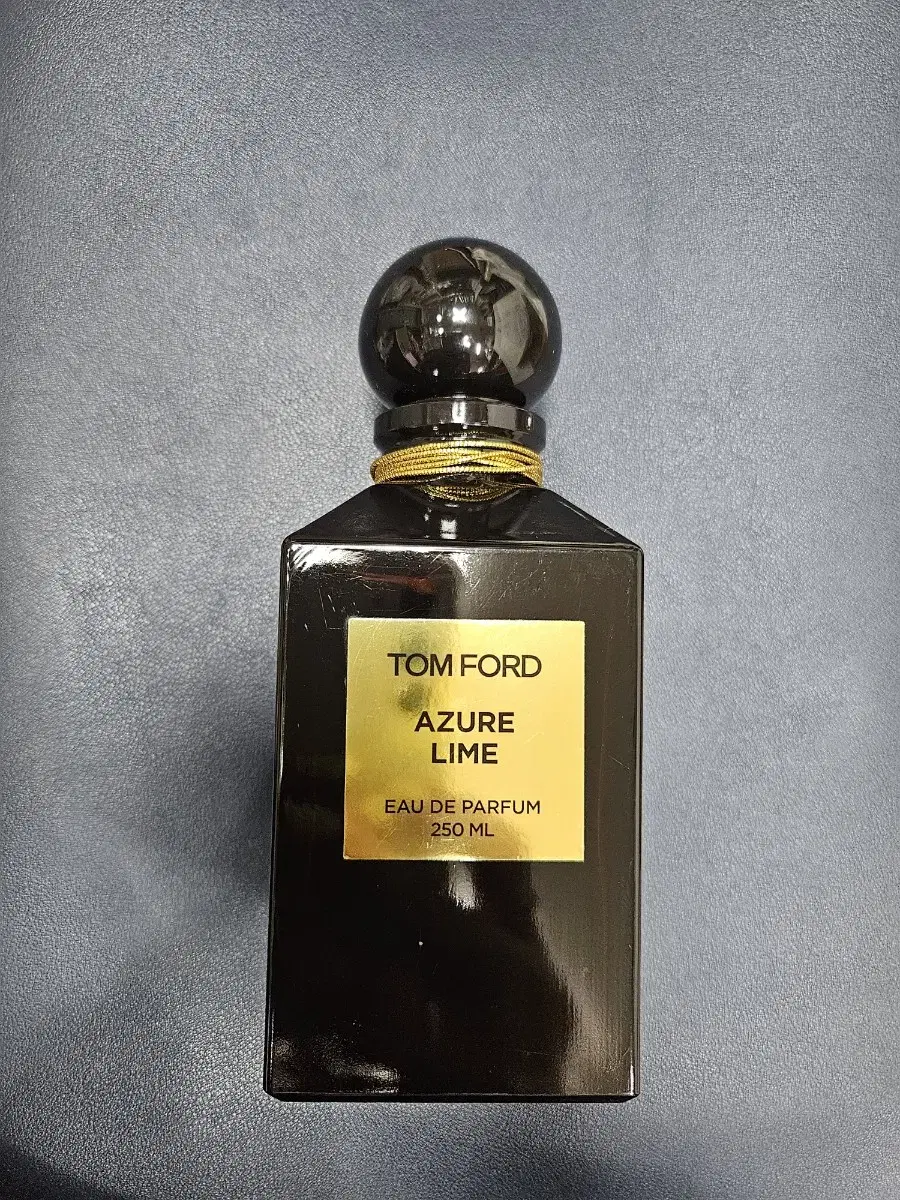 TOM FORD
AZURE
LIME
EAU DE PARFUM
250 ML